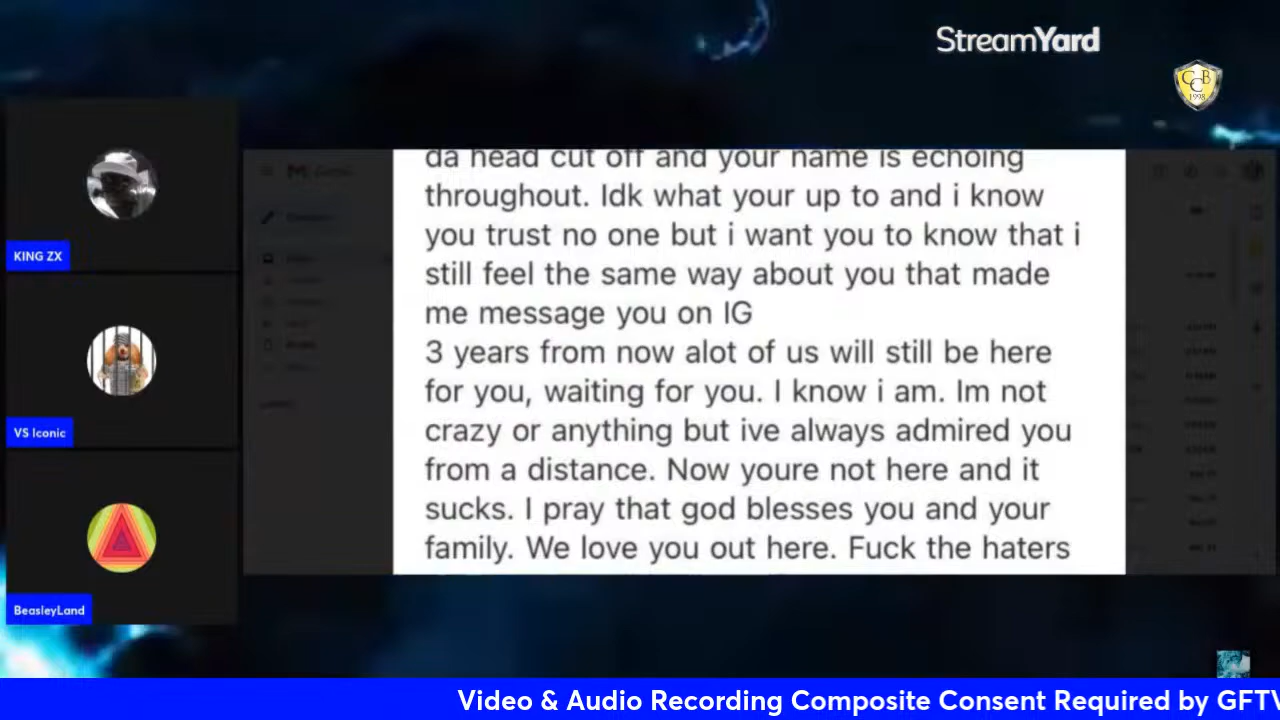 StreamYard
CCB
1998
da head cut off and your name is echoing
throughout. Idk what your up to and i know
you trust no one but i want you to know that i
still feel the same way about you that made
me message you on IG
3 years from now alot of us will still be here
for you, waiting for you. I know i am. Im not
crazy or anything but ive always admired you
from a distance. Now youre not here and it
sucks. I pray that god blesses you and your
family. We love you out here. Fuck the haters
KING ZX
VS Iconic
BeasleyLand
Video & Audio Recording Composite Consent Required by GFTV